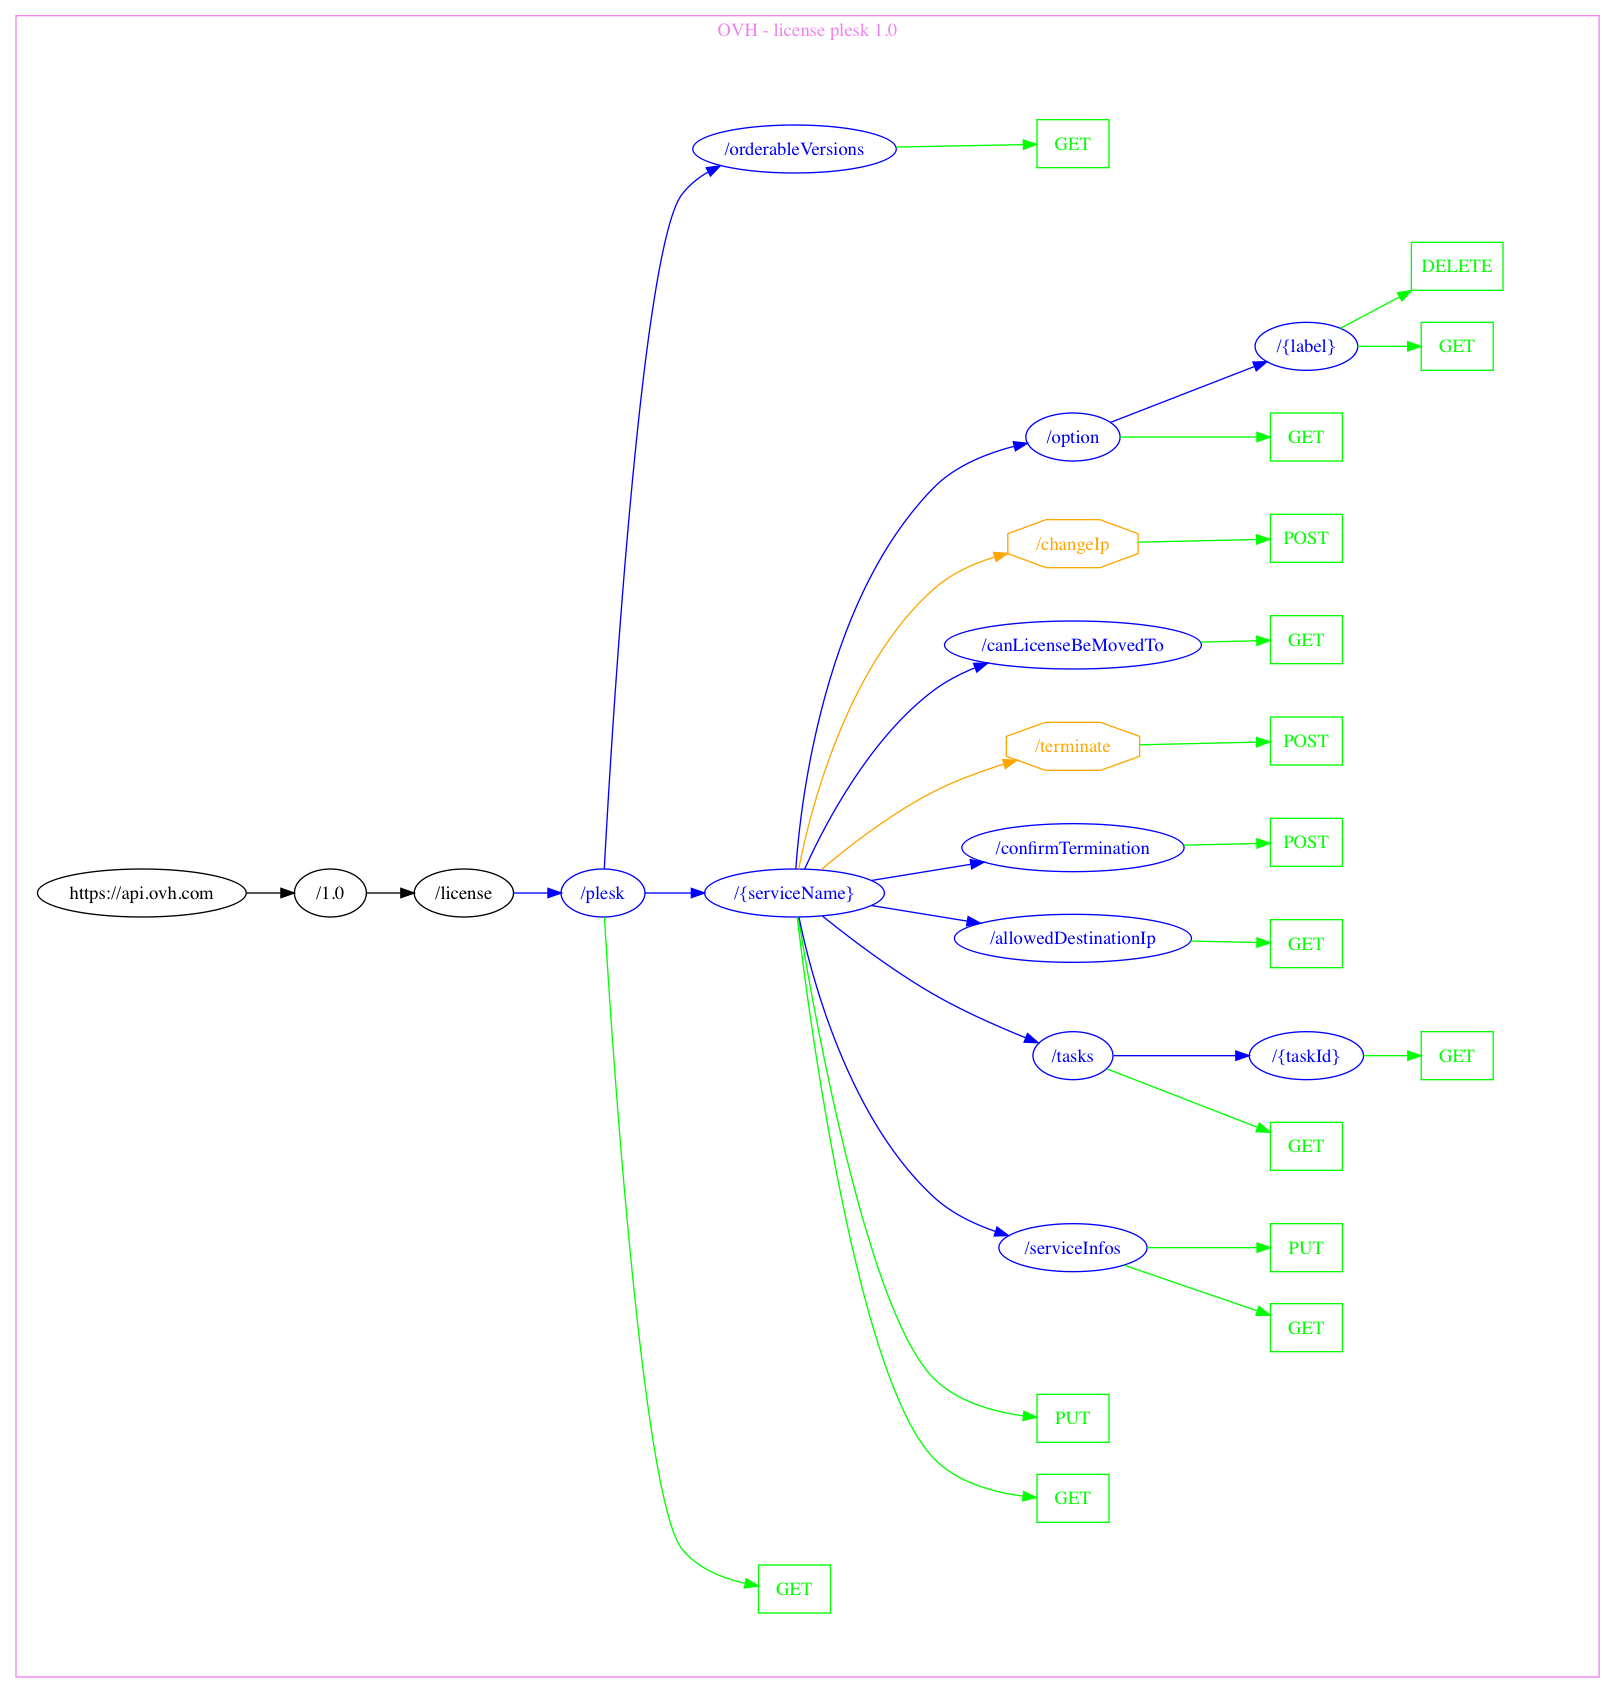 OVH - license plesk 1.0
/orderableVersions
GET
DELETE
/{label}
GET
/option
GET
/changeIp
POST
/canLicenseBeMovedTo
GET
/terminate
POST
/confirmTermination
POST
https://api.ovh.com
/1.0
/license
/plesk
/{serviceName}
/allowedDestinationIp
GET
/tasks
/{taskId}
GET
GET
/serviceInfos
PUT
GET
PUT
GET
GET